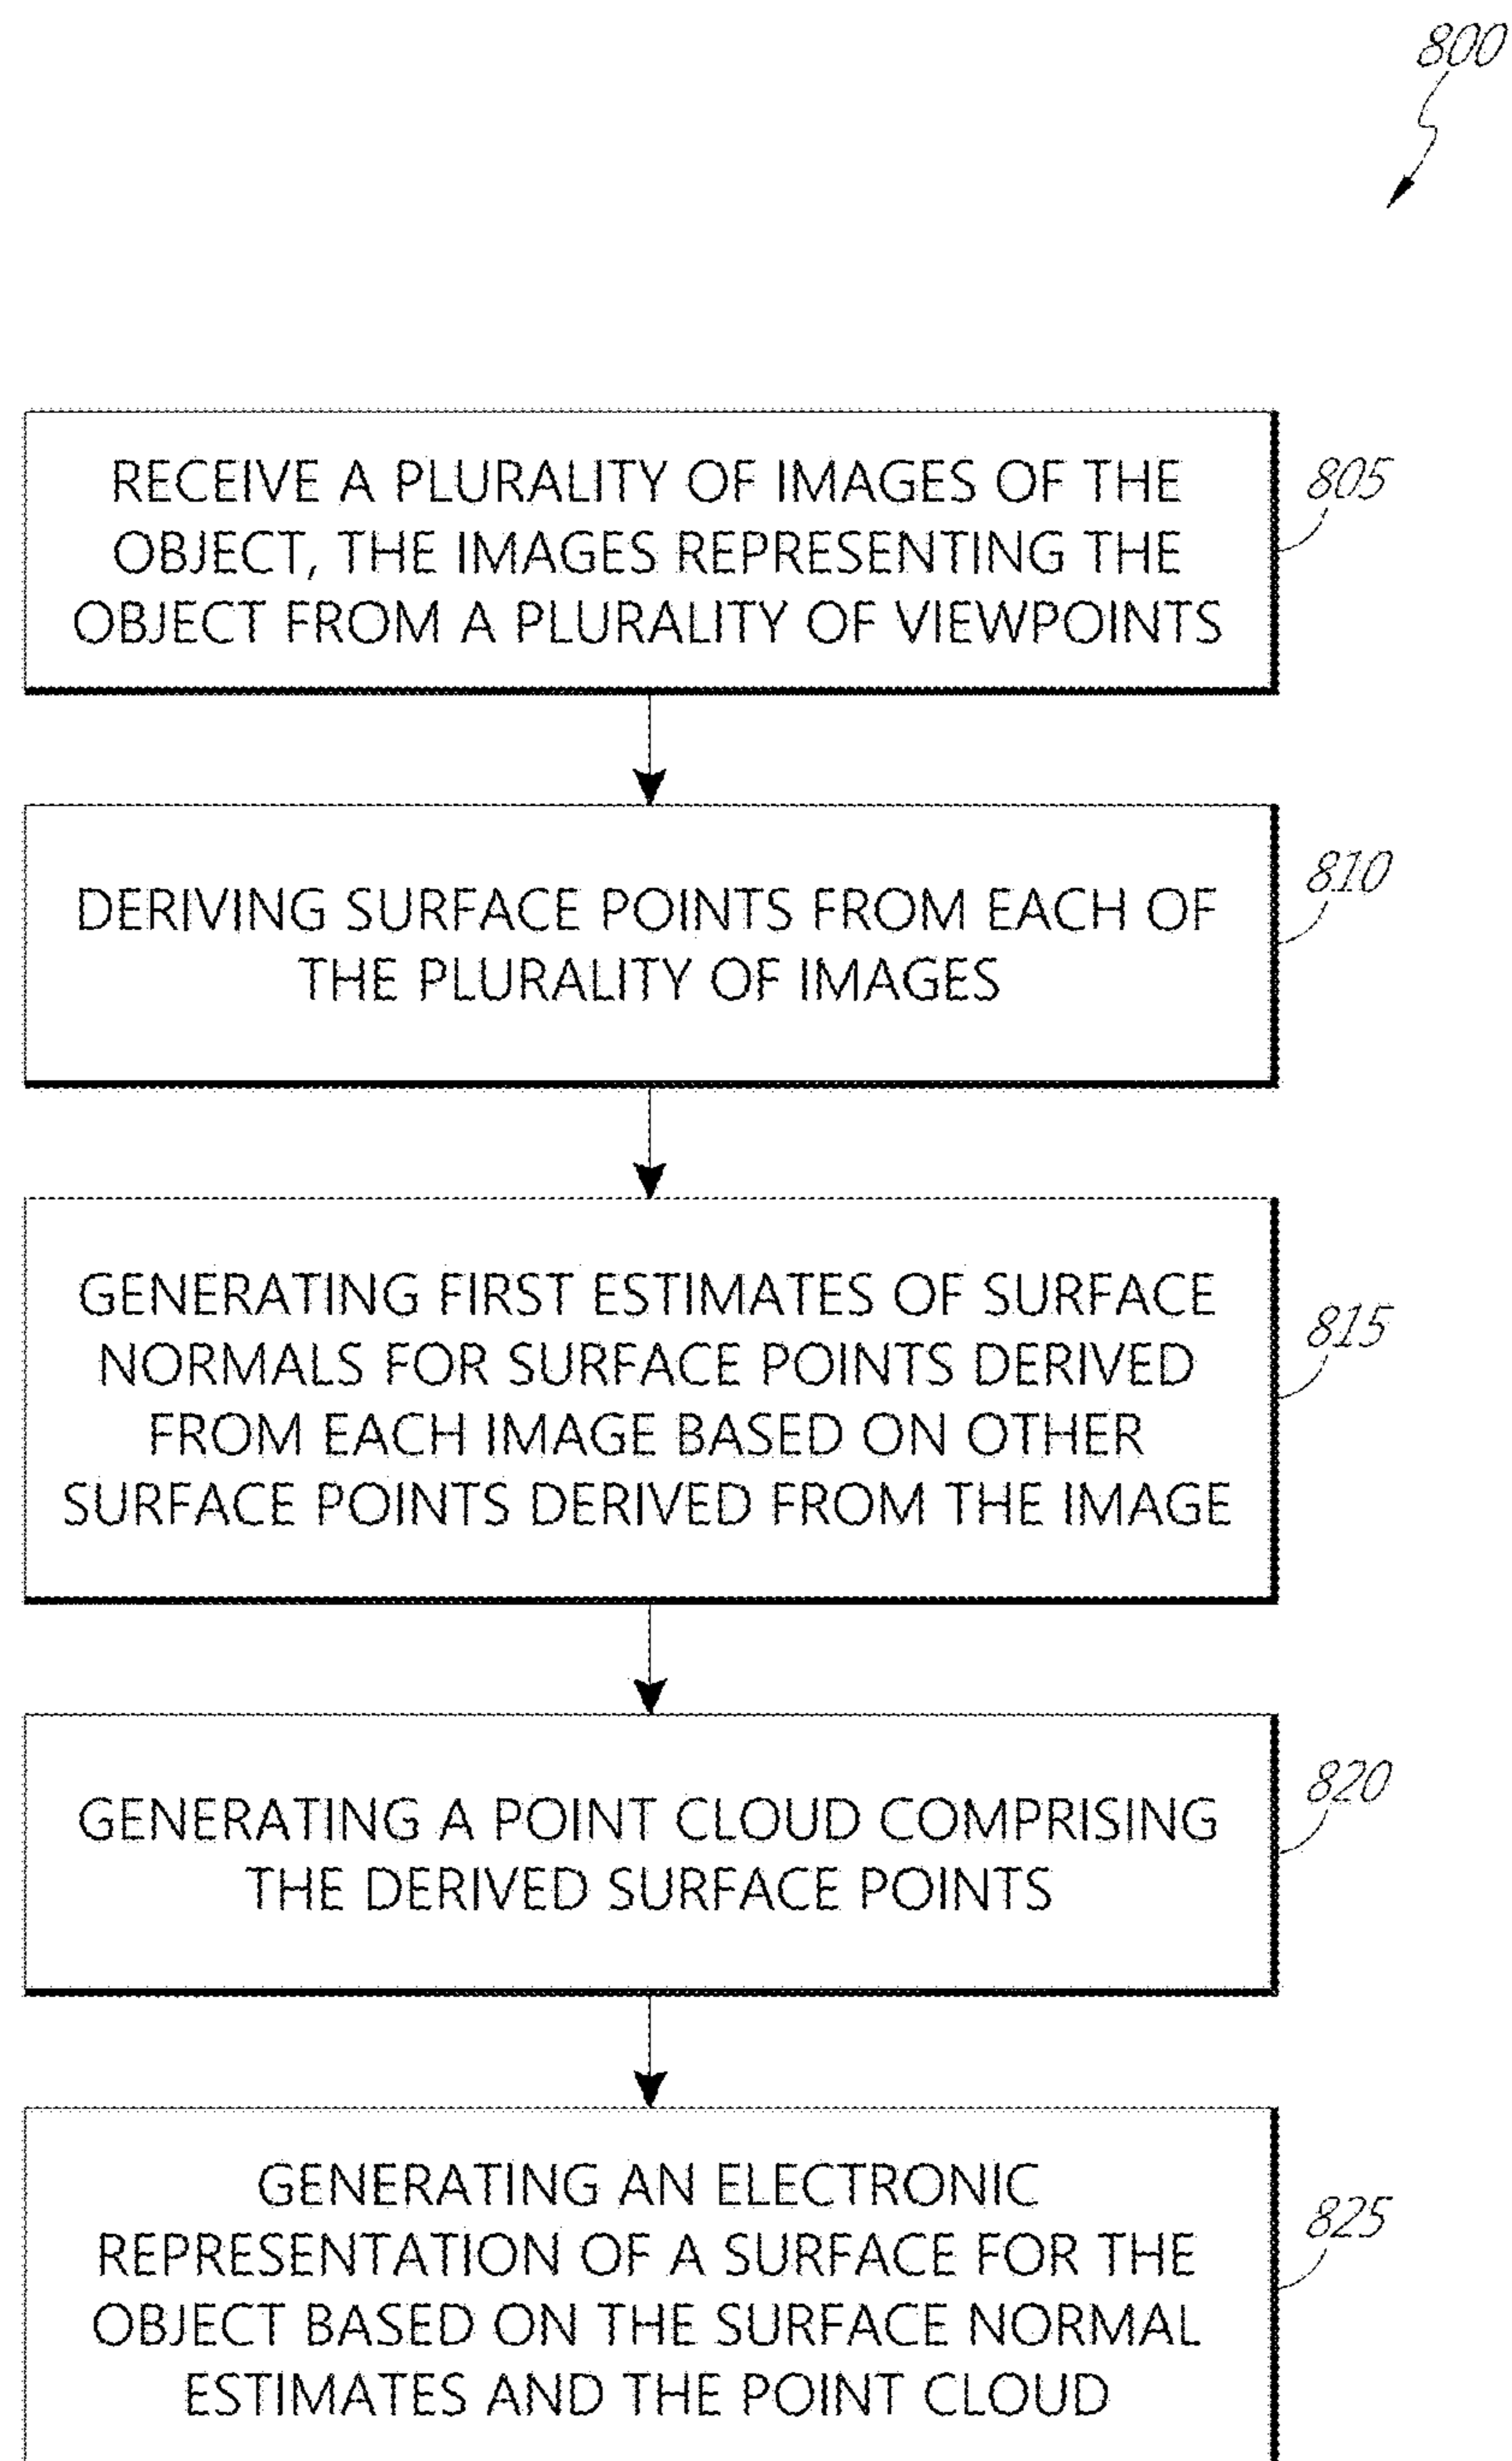 800
RECEIVE A PLURALITY OF IMAGES OF THE
OBJECT, THE IMAGES REPRESENTING THE
OBJECT FROM A PLURALITY OF VIEWPOINTS
805
DERIVING SURFACE POINTS FROM EACH OF
THE PLURALITY OF IMAGES
810
GENERATING FIRST ESTIMATES OF SURFACE
NORMALS FOR SURFACE POINTS DERIVED
FROM EACH IMAGE BASED ON OTHER
SURFACE POINTS DERIVED FROM THE IMAGE
815
GENERATING A POINT CLOUD COMPRISING
THE DERIVED SURFACE POINTS
820
GENERATING AN ELECTRONIC
REPRESENTATION OF A SURFACE FOR THE
OBJECT BASED ON THE SURFACE NORMAL
ESTIMATES AND THE POINT CLOUD
825